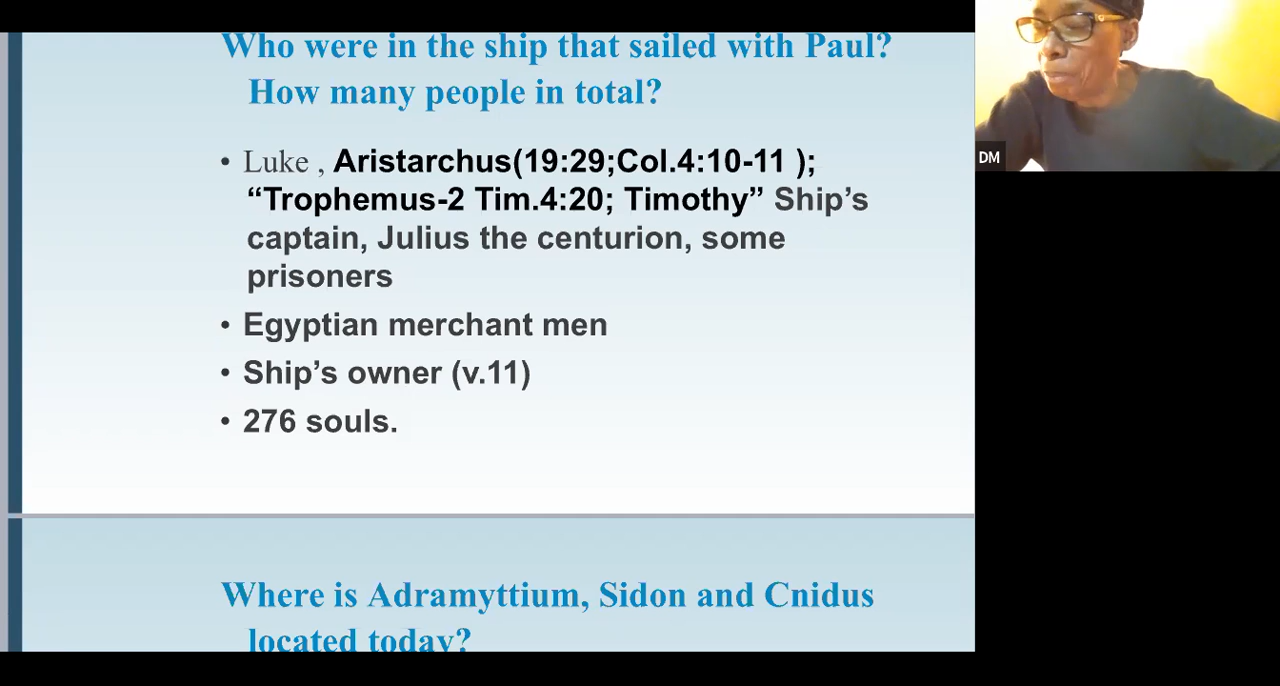 Who were in the ship that sailed with Paul?
How many people in total?
• Luke , Aristarchus(19:29;Col.4:10-11 );
“Trophemus-2 Tim.4:20; Timothy” Ship’s
captain, Julius the centurion, some
prisoners
• Egyptian merchant men
• Ship’s owner (v.11)
• 276 souls.
Where is Adramyttium, Sidon and Cnidus
located today?
DM